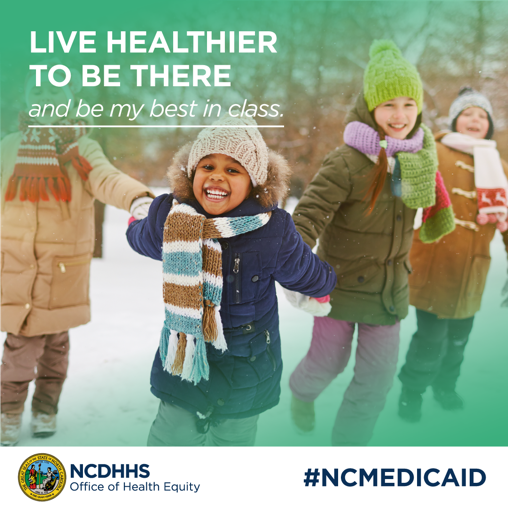 LIVE HEALTHIER
TO BE THERE
and be my best in class.
NCDHHS
Office of Health Equity
#NCMEDICAID